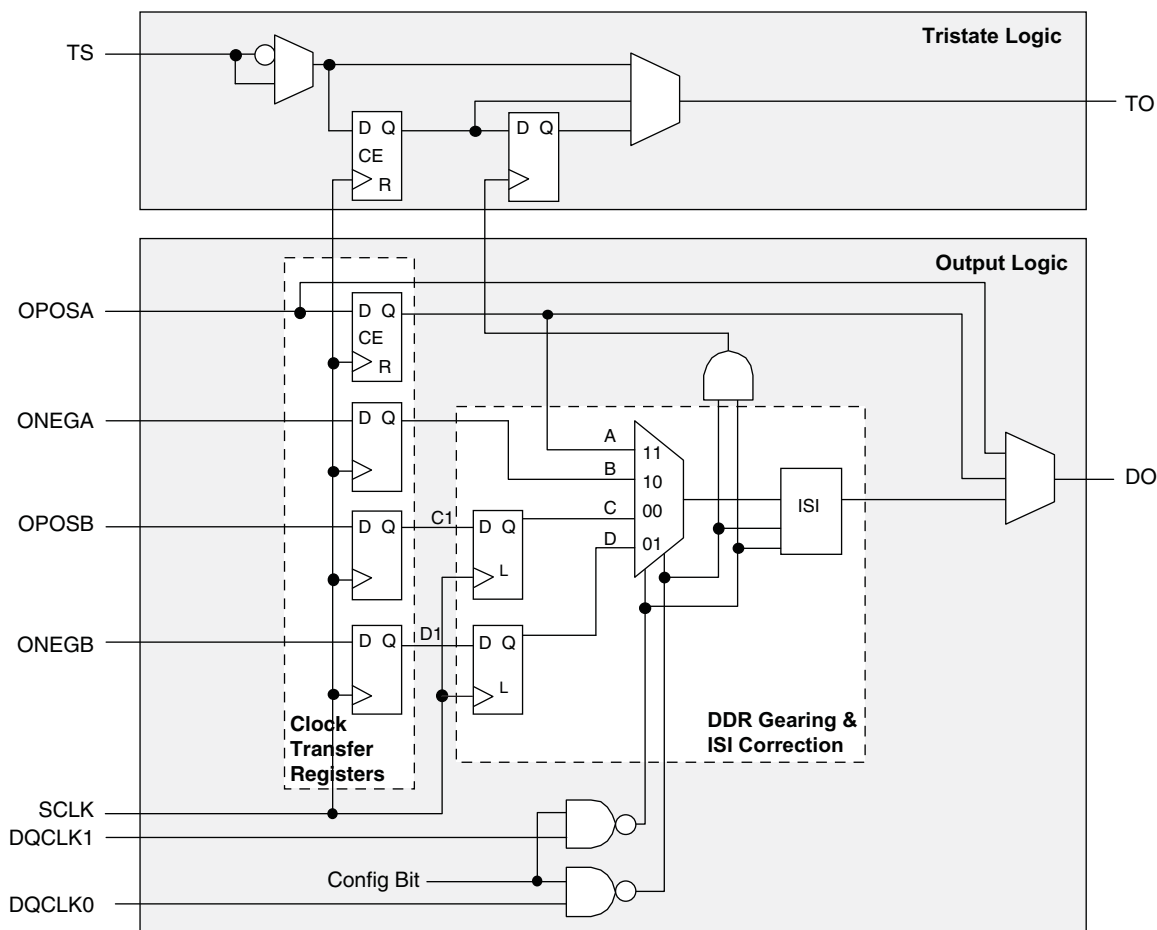 Tristate Logic
TS
TO
D Q
CE
R
D Q
Output Logic
OPOSA
D Q
CE
R
ONEGA
D Q
A
11
B
10
C
00
D
01
ISI
DO
OPOSB
D Q
C1
D Q
L
ONEGB
D Q
D1
D Q
L
Clock
Transfer
Registers
DDR Gearing &
ISI Correction
SCLK
DQCLK1
Config Bit
DQCLK0